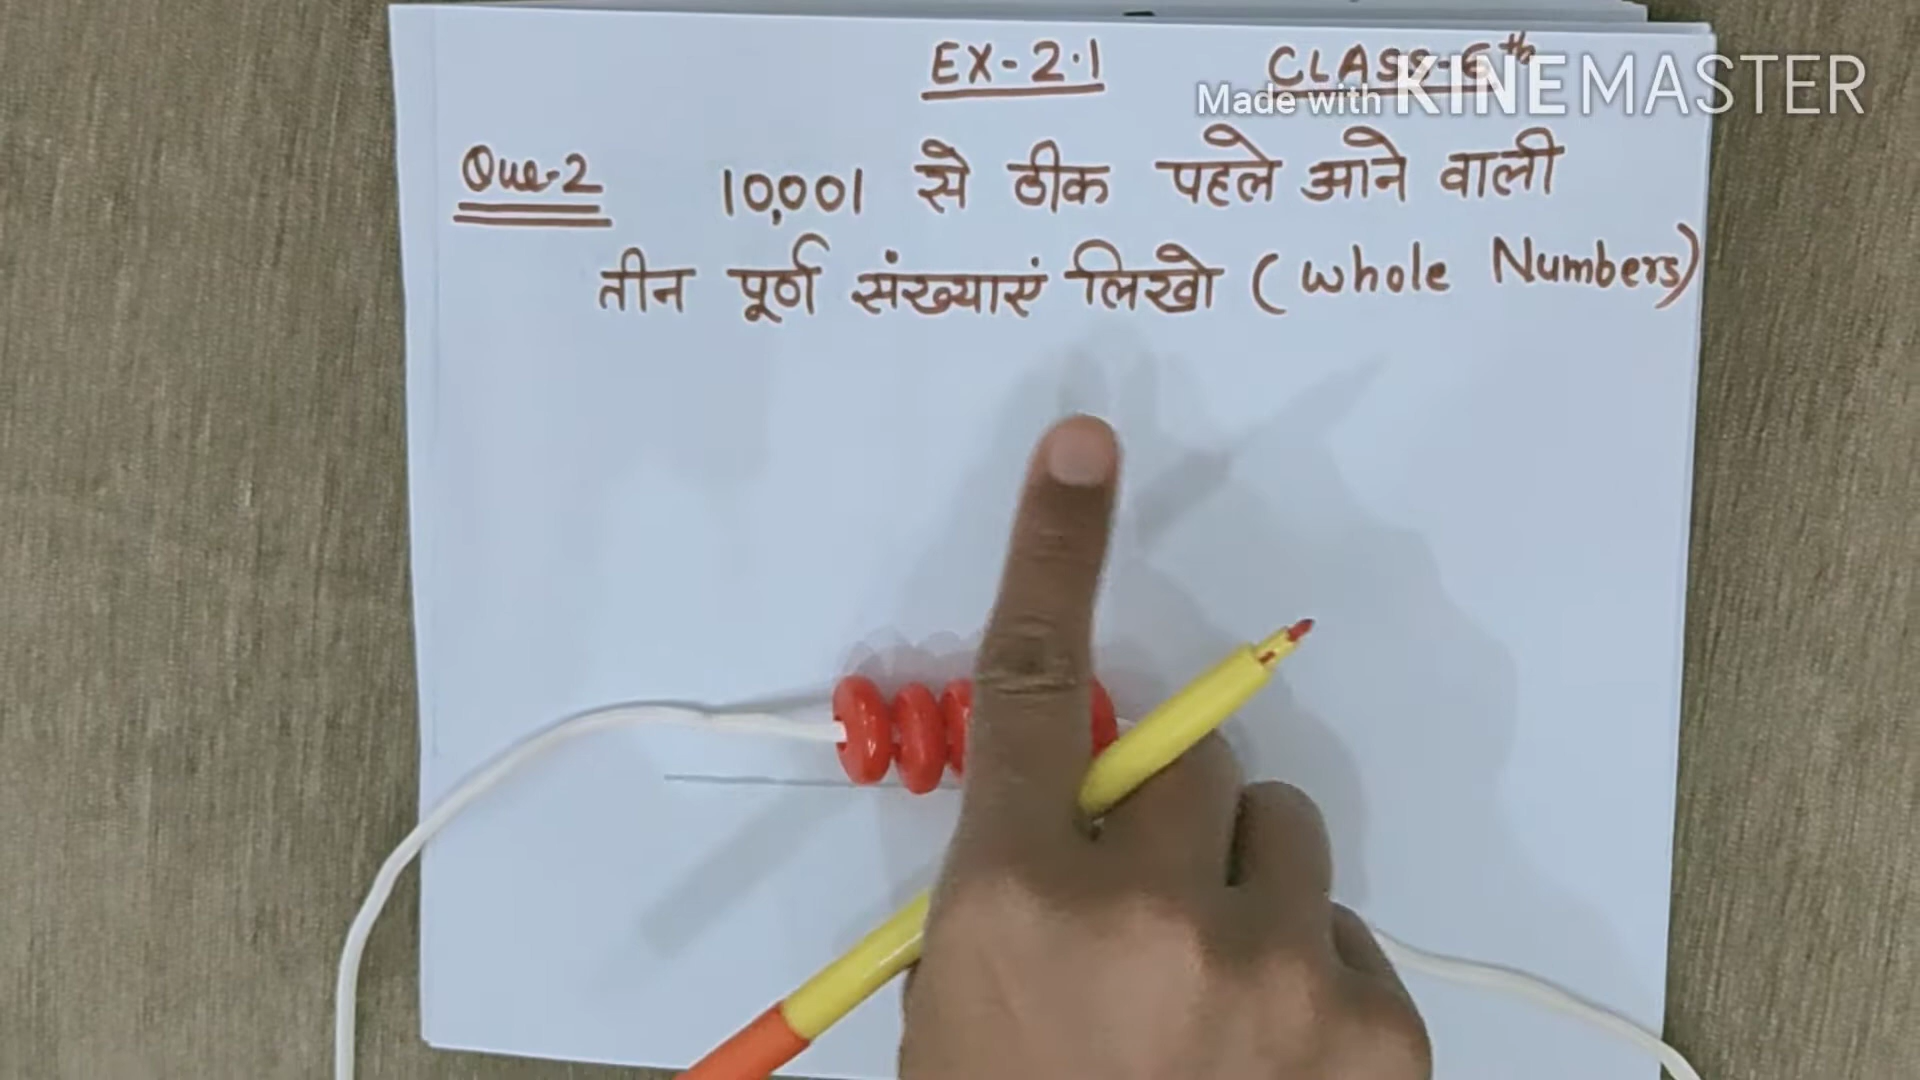 EX-2.1 CLASS-6th
Made with KINEMASTER
Que-2 10,001 से ठीक पहले आने वाली
तीन पूर्ण संख्याएं लिखो (Whole Numbers)